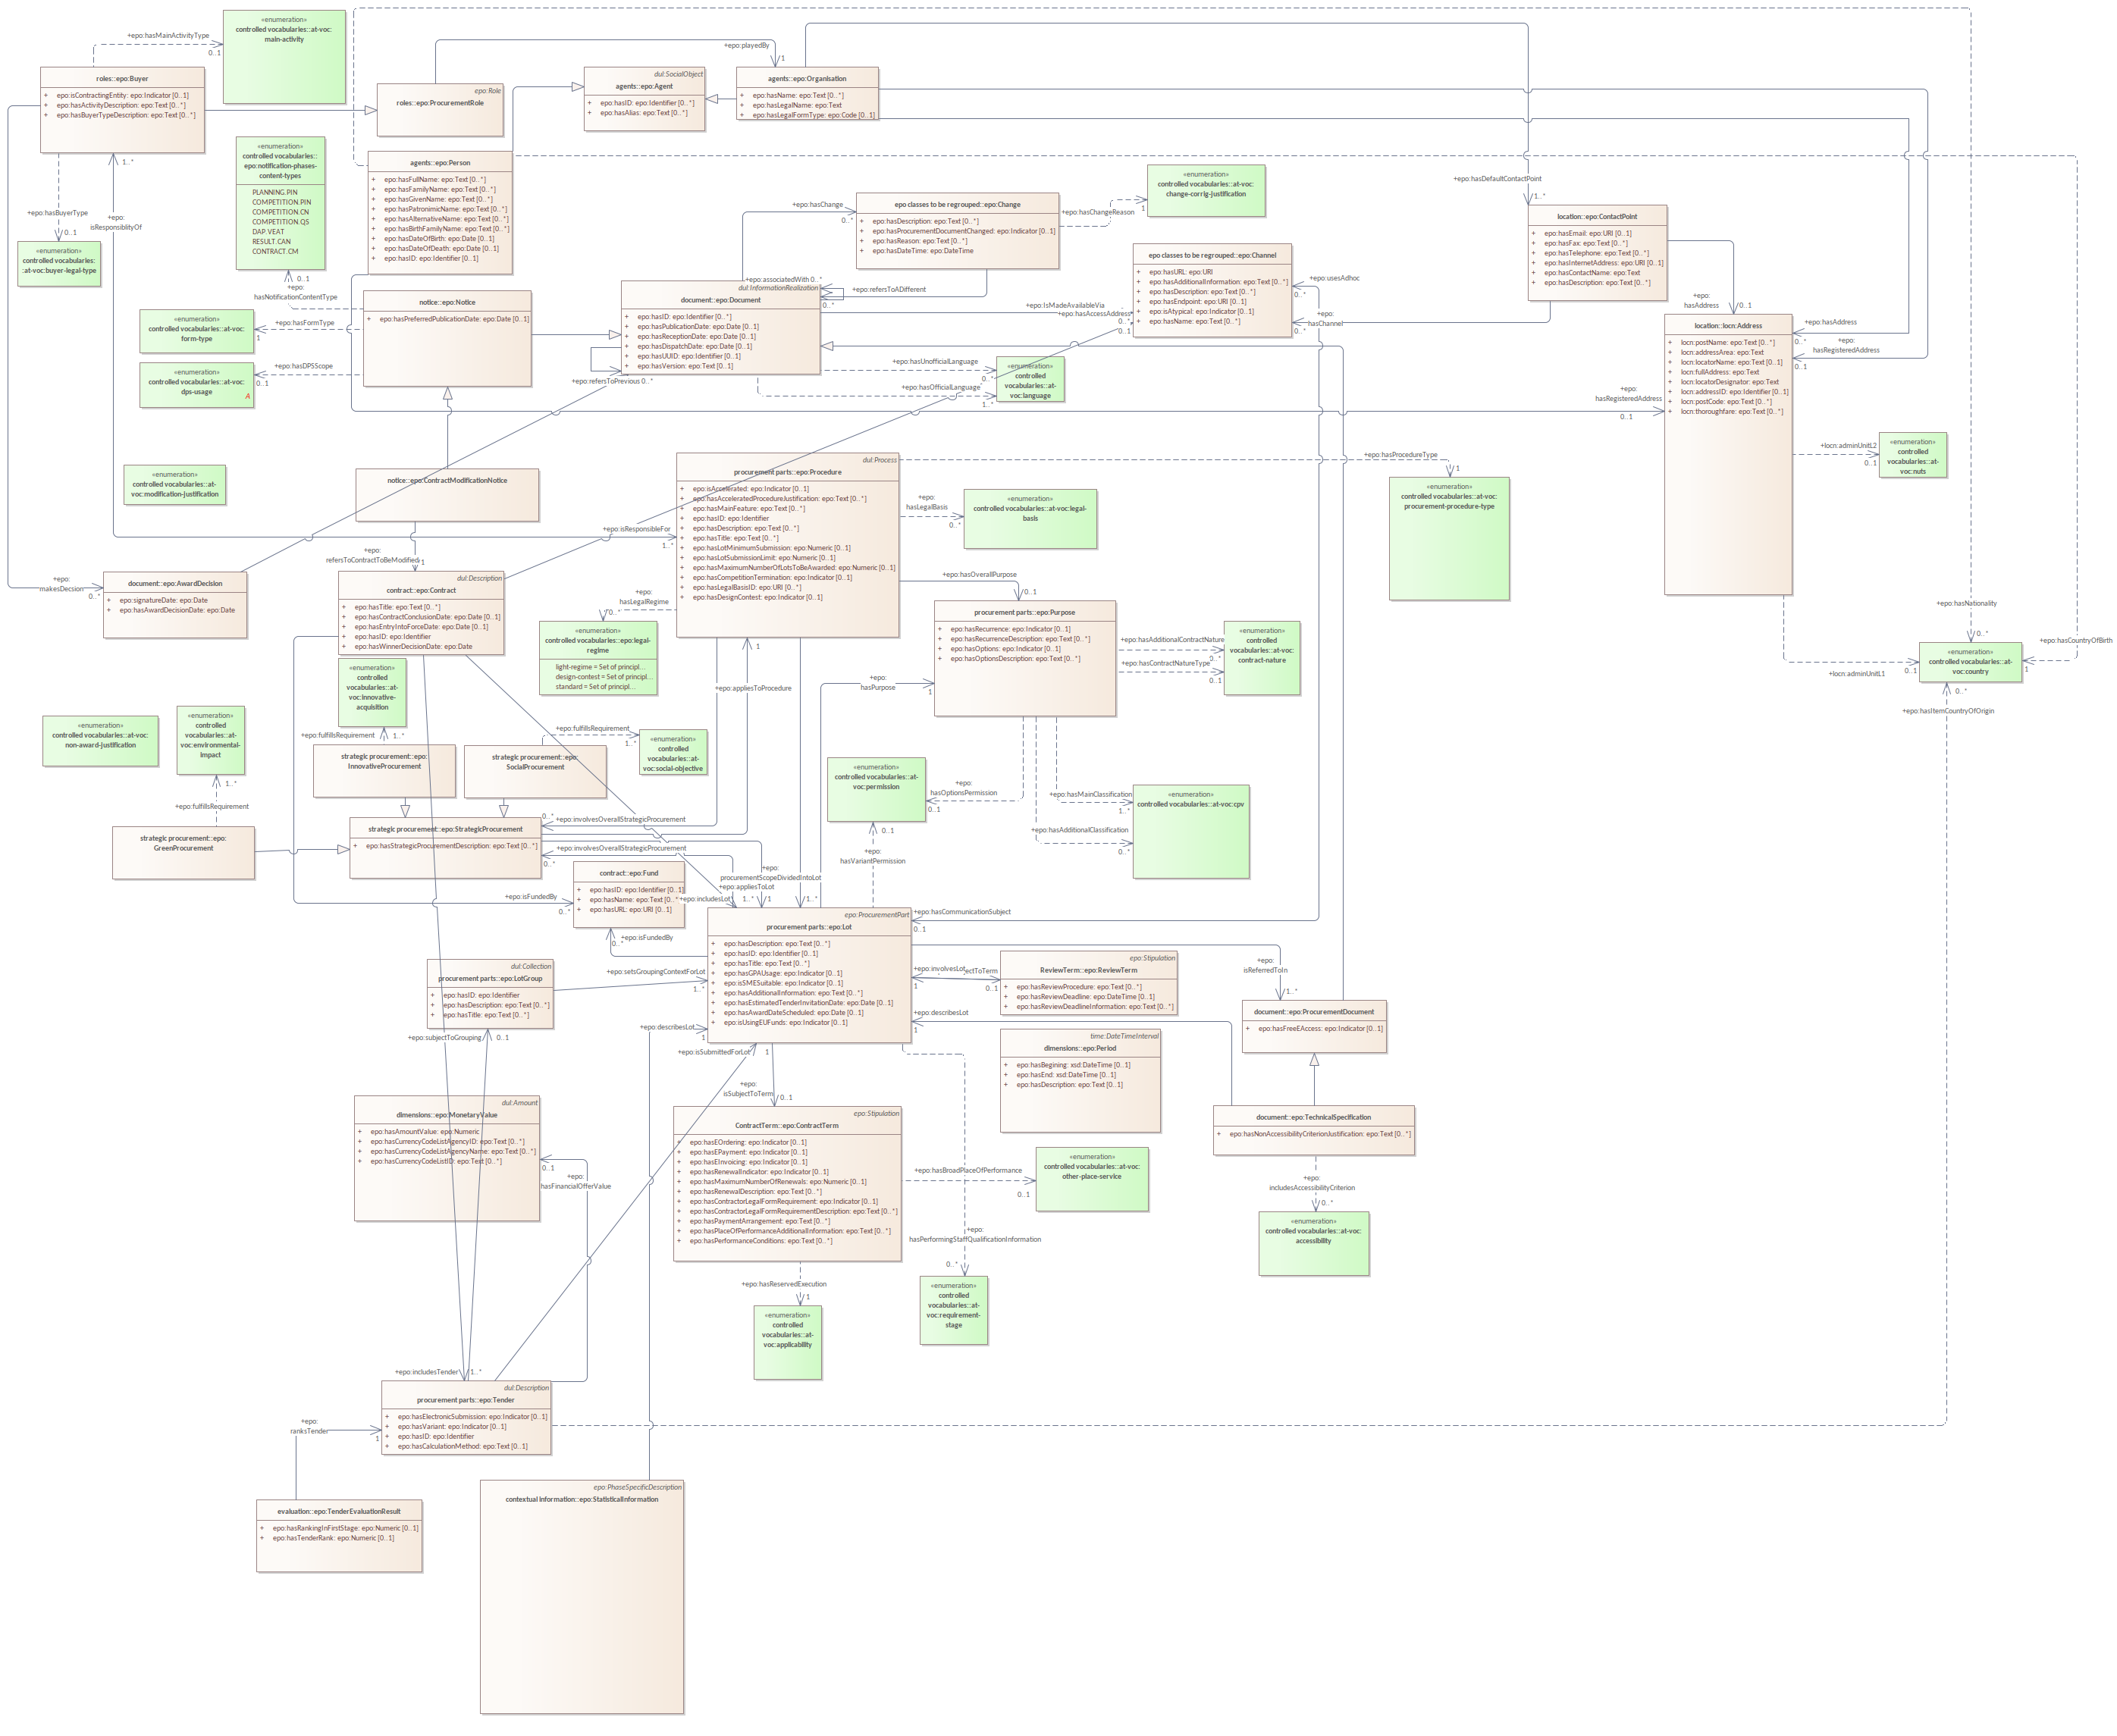 «enumeration»
controlled vocabularies::at-voc:
main-activity
+epo:hasMainActivityType
0..1
roles::epo:Buyer
+ epo:isContractingEntity: epo:Indicator [0..1]
+ epo:hasActivityDescription: epo:Text [0..*]
+ epo:hasBuyerTypeDescription: epo:Text [0..*]
epo:Role
roles::epo:ProcurementRole
+epo:playedBy
1
dul:SocialObject
agents::epo:Agent
+ epo:hasID: epo:Identifier [0..*]
+ epo:hasAlias: epo:Text [0..*]
agents::epo:Organisation
+ epo:hasName: epo:Text [0..*]
+ epo:hasLegalName: epo:Text
+ epo:hasLegalFormType: epo:Code [0..1]
1..*
+epo:
isResponsiblityOf
+epo:hasBuyerType
0..1
«enumeration»
controlled vocabularies:
:at-voc:buyer-legal-type
«enumeration»
controlled vocabularies::
epo:notification-phases-
content-types
PLANNING.PIN
COMPETITION.PIN
COMPETITION.CN
COMPETITION.QS
DAP.VEAT
RESULT.CAN
CONTRACT.CM
0..1
+epo:
hasNotificationContentType
agents::epo:Person
+ epo:hasFullName: epo:Text [0..*]
+ epo:hasFamilyName: epo:Text [0..*]
+ epo:hasGivenName: epo:Text [0..*]
+ epo:hasPatronimicName: epo:Text [0..*]
+ epo:hasAlternativeName: epo:Text [0..*]
+ epo:hasBirthFamilyName: epo:Text [0..*]
+ epo:hasDateOfBirth: epo:Date [0..1]
+ epo:hasDateOfDeath: epo:Date [0..1]
+ epo:hasID: epo:Identifier [0..1]
+epo:hasChange
0..*
epo classes to be regrouped::epo:Change
+ epo:hasDescription: epo:Text [0..*]
+ epo:hasProcurementDocumentChanged: epo:Indicator [0..1]
+ epo:hasReason: epo:Text [0..*]
+ epo:hasDateTime: epo:DateTime
+epo:hasChangeReason
1
«enumeration»
controlled vocabularies::at-voc:
change-corrig-justification
+epo:hasDefaultContactPoint
1..*
location::epo:ContactPoint
+ epo:hasEmail: epo:URI [0..1]
+ epo:hasFax: epo:Text [0..*]
+ epo:hasTelephone: epo:Text [0..*]
+ epo:hasInternetAddress: epo:URI [0..1]
+ epo:hasContactName: epo:Text
+ epo:hasDescription: epo:Text [0..*]
epo classes to be regrouped::epo:Channel
+ epo:hasURL: epo:URI
+ epo:hasAdditionalInformation: epo:Text [0..*]
+ epo:hasDescription: epo:Text [0..*]
+ epo:hasEndpoint: epo:URI [0..1]
+ epo:isAtypical: epo:Indicator [0..1]
+ epo:hasName: epo:Text [0..*]
+epo:usesAdhoc
0..*
+epo:
hasChannel
0..*
+epo:associatedWith 0..*
dul:InformationRealization
document::epo:Document
+ epo:hasID: epo:Identifier [0..*]
+ epo:hasPublicationDate: epo:Date [0..1]
+ epo:hasReceptionDate: epo:Date [0..1]
+ epo:hasDispatchDate: epo:Date [0..1]
+ epo:hasUUID: epo:Identifier [0..1]
+ epo:hasVersion: epo:Text [0..1]
+epo:refersToADifferent
0..*
+epo:refersToPrevious 0..*
+epo:IsMadeAvailableVia
+epo:hasAccessAddress
0..*
0..1
notice::epo:Notice
+ epo:hasPreferredPublicationDate: epo:Date [0..1]
+epo:hasFormType
1
«enumeration»
controlled vocabularies::at-voc:
form-type
+epo:hasDPSScope
0..1
«enumeration»
controlled vocabularies::at-voc:
dps-usage
A
+epo:hasUnofficialLanguage
0..*
+epo:hasOfficialLanguage
1..*
«enumeration»
controlled
vocabularies::at-
voc:language
+epo:
hasAddress
0..1
location::locn:Address
+ locn:postName: epo:Text [0..*]
+ locn:addressArea: epo:Text
+ locn:locatorName: epo:Text [0..1]
+ locn:fullAddress: epo:Text
+ locn:locatorDesignator: epo:Text
+ locn:addressID: epo:Identifier [0..1]
+ locn:postCode: epo:Text [0..*]
+ locn:thoroughfare: epo:Text [0..*]
+epo:hasAddress
0..*
+epo:
hasRegisteredAddress
0..1
+epo:
hasRegisteredAddress
0..1
+locn:adminUnitL2
0..1
«enumeration»
controlled
vocabularies::at-
voc:nuts
«enumeration»
controlled vocabularies::at-
voc:modification-justification
notice::epo:ContractModificationNotice
+epo:
refersToContractToBeModified
1
dul:Process
procurement parts::epo:Procedure
+ epo:isAccelerated: epo:Indicator [0..1]
+ epo:hasAcceleratedProcedureJustification: epo:Text [0..*]
+ epo:hasMainFeature: epo:Text [0..*]
+ epo:hasID: epo:Identifier
+ epo:hasDescription: epo:Text [0..*]
+ epo:hasTitle: epo:Text [0..*]
+ epo:hasLotMinimumSubmission: epo:Numeric [0..1]
+ epo:hasLotSubmissionLimit: epo:Numeric [0..1]
+ epo:hasMaximumNumberOfLotsToBeAwarded: epo:Numeric [0..1]
+ epo:hasCompetitionTermination: epo:Indicator [0..1]
+ epo:hasLegalBasisID: epo:URI [0..*]
+ epo:hasDesignContest: epo:Indicator [0..1]
+epo:isResponsibleFor
1..*
+epo:hasProcedureType
1
«enumeration»
controlled vocabularies::at-voc:
procurement-procedure-type
+epo:
hasLegalBasis
0..*
«enumeration»
controlled vocabularies::at-voc:legal-
basis
+epo:
makesDecsion
0..*
document::epo:AwardDecision
+ epo:signatureDate: epo:Date
+ epo:hasAwardDecisionDate: epo:Date
dul:Description
contract::epo:Contract
+ epo:hasTitle: epo:Text [0..*]
+ epo:hasContractConclusionDate: epo:Date [0..1]
+ epo:hasEntryIntoForceDate: epo:Date [0..1]
+ epo:hasID: epo:Identifier
+ epo:hasWinnerDecisionDate: epo:Date
+epo:
hasLegalRegime
0..*
«enumeration»
controlled vocabularies::epo:legal-
regime
light-regime = Set of principl...
design-contest = Set of principl...
standard = Set of principl...
+epo:hasOverallPurpose
0..1
procurement parts::epo:Purpose
+ epo:hasRecurrence: epo:Indicator [0..1]
+ epo:hasRecurrenceDescription: epo:Text [0..*]
+ epo:hasOptions: epo:Indicator [0..1]
+ epo:hasOptionsDescription: epo:Text [0..*]
+epo:hasAdditionalContractNature
0..*
+epo:hasContractNatureType
0..1
«enumeration»
controlled
vocabularies::at-
voc:
contract-nature
+epo:hasNationality
0..*
+epo:hasCountryOfBirth
1
«enumeration»
controlled vocabularies::at-
voc:country
+locn:adminUnitL1
0..1
0..*
+epo:hasItemCountryOfOrigin
1
+epo:appliesToProcedure
+epo:
hasPurpose
1
«enumeration»
controlled
vocabularies::at-
voc:innovative-
acquisition
+epo:fulfillsRequirement
1..*
«enumeration»
controlled vocabularies::at-voc:
non-award-justification
«enumeration»
controlled
vocabularies::at-
voc:environmental-
impact
1..*
+epo:fulfillsRequirement
strategic procurement::epo:
InnovativeProcurement
strategic procurement::epo:
SocialProcurement
+epo:fulfillsRequirement
1..*
«enumeration»
controlled
vocabularies::at-
voc:social-objective
«enumeration»
controlled vocabularies::at-
voc:permission
+epo:
hasOptionsPermission
0..1
+epo:hasMainClassification
1..*
+epo:hasAdditionalClassification
0..*
«enumeration»
controlled vocabularies::at-voc:cpv
strategic procurement::epo:
GreenProcurement
strategic procurement::epo:StrategicProcurement
+ epo:hasStrategicProcurementDescription: epo:Text [0..*]
0..*
+epo:involvesOverallStrategicProcurement
+epo:involvesOverallStrategicProcurement
0..*
0..1
+epo:
hasVariantPermission
+epo:
procurementScopeDividedIntoLot
+epo:appliesToLot
1..*
1
1..*
+epo:includesLot
contract::epo:Fund
+ epo:hasID: epo:Identifier [0..1]
+ epo:hasName: epo:Text [0..*]
+ epo:hasURL: epo:URI [0..1]
+epo:isFundedBy
0..*
+epo:isFundedBy
0..*
epo:ProcurementPart
procurement parts::epo:Lot
+ epo:hasDescription: epo:Text [0..*]
+ epo:hasID: epo:Identifier [0..1]
+ epo:hasTitle: epo:Text [0..*]
+ epo:hasGPAUsage: epo:Indicator [0..1]
+ epo:isSMESuitable: epo:Indicator [0..1]
+ epo:hasAdditionalInformation: epo:Text [0..*]
+ epo:hasEstimatedTenderInvitationDate: epo:Date [0..1]
+ epo:hasAwardDateScheduled: epo:Date [0..1]
+ epo:isUsingEUFunds: epo:Indicator [0..1]
+epo:hasCommunicationSubject
0..1
+epo:involvesLot
ectToTerm
1
0..1
epo:Stipulation
ReviewTerm::epo:ReviewTerm
+ epo:hasReviewProcedure: epo:Text [0..*]
+ epo:hasReviewDeadline: epo:DateTime [0..1]
+ epo:hasReviewDeadlineInformation: epo:Text [0..*]
+epo:
isReferredToIn
1..*
dul:Collection
procurement parts::epo:LotGroup
+ epo:hasID: epo:Identifier
+ epo:hasDescription: epo:Text [0..*]
+ epo:hasTitle: epo:Text [0..*]
+epo:setsGroupingContextForLot
1..*
+epo:subjectToGrouping
0..1
+epo:describesLot
1
+epo:describesLot
1
document::epo:ProcurementDocument
+ epo:hasFreeEAccess: epo:Indicator [0..1]
time:DateTimeInterval
dimensions::epo:Period
+ epo:hasBegining: xsd:DateTime [0..1]
+ epo:hasEnd: xsd:DateTime [0..1]
+ epo:hasDescription: epo:Text [0..1]
+epo:isSubmittedForLot
1
+epo:
isSubjectToTerm
0..1
dul:Amount
dimensions::epo:MonetaryValue
+ epo:hasAmountValue: epo:Numeric
+ epo:hasCurrencyCodeListAgencyID: epo:Text [0..*]
+ epo:hasCurrencyCodeListAgencyName: epo:Text [0..*]
+ epo:hasCurrencyCodeListID: epo:Text [0..*]
0..1
+epo:
hasFinancialOfferValue
epo:Stipulation
ContractTerm::epo:ContractTerm
+ epo:hasEOrdering: epo:Indicator [0..1]
+ epo:hasEPayment: epo:Indicator [0..1]
+ epo:hasEInvoicing: epo:Indicator [0..1]
+ epo:hasRenewalIndicator: epo:Indicator [0..1]
+ epo:hasMaximumNumberOfRenewals: epo:Numeric [0..1]
+ epo:hasRenewalDescription: epo:Text [0..*]
+ epo:hasContractorLegalFormRequirement: epo:Indicator [0..1]
+ epo:hasContractorLegalFormRequirementDescription: epo:Text [0..*]
+ epo:hasPaymentArrangement: epo:Text [0..*]
+ epo:hasPlaceOfPerformanceAdditionalInformation: epo:Text [0..*]
+ epo:hasPerformanceConditions: epo:Text [0..*]
+epo:hasBroadPlaceOfPerformance
0..1
«enumeration»
controlled vocabularies::at-voc:
other-place-service
document::epo:TechnicalSpecification
+ epo:hasNonAccessibilityCriterionJustification: epo:Text [0..*]
+epo:
includesAccessibilityCriterion
0..*
«enumeration»
controlled vocabularies::at-voc:
accessibility
+epo:
hasPerformingStaffQualificationInformation
0..*
«enumeration»
controlled
vocabularies::at-
voc:requirement-
stage
+epo:hasReservedExecution
1
«enumeration»
controlled
vocabularies::at-
voc:applicability
+epo:includesTender
1..*
dul:Description
procurement parts::epo:Tender
+ epo:hasElectronicSubmission: epo:Indicator [0..1]
+ epo:hasVariant: epo:Indicator [0..1]
+ epo:hasID: epo:Identifier
+ epo:hasCalculationMethod: epo:Text [0..1]
+epo:
ranksTender
1
epo:PhaseSpecificDescription
contextual information::epo:StatisticalInformation
evaluation::epo:TenderEvaluationResult
+ epo:hasRankingInFirstStage: epo:Numeric [0..1]
+ epo:hasTenderRank: epo:Numeric [0..1]